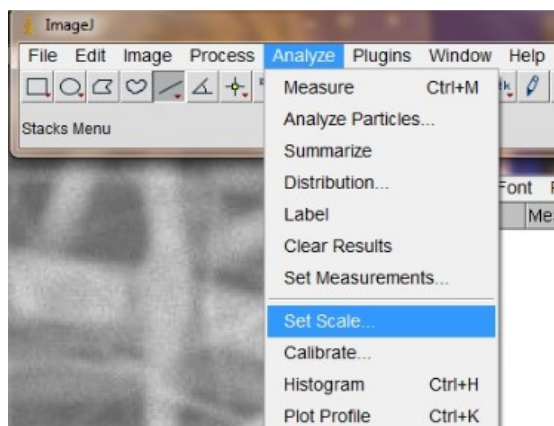 ImageJ
File Edit Image Process Analyze Plugins Window Help
Stacks Menu
Measure Ctrl+M
Analyze Particles...
Summarize
Distribution...
Label
Font
Clear Results
Set Measurements...
Set Scale...
Calibrate...
Histogram Ctrl+H
Plot Profile Ctrl+K